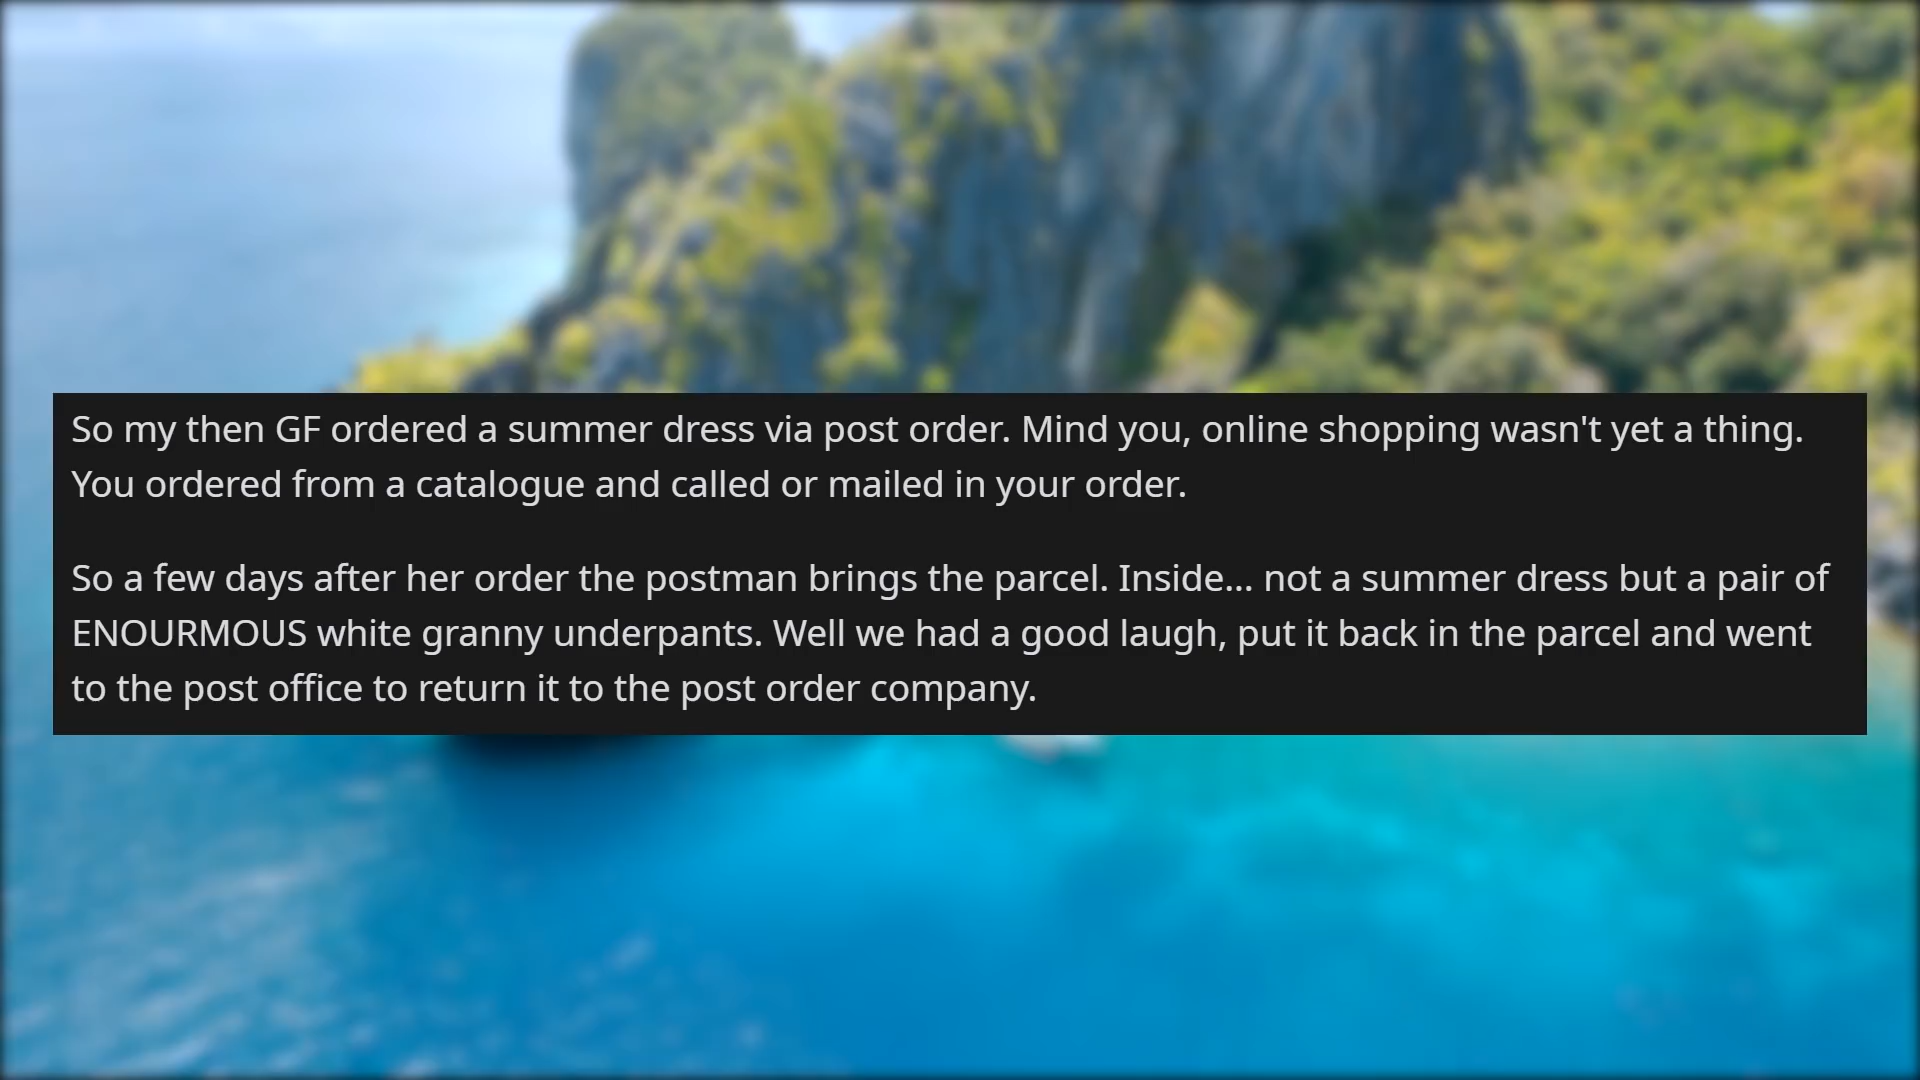 So my then GF ordered a summer dress via post order. Mind you, online shopping wasn't yet a thing.
You ordered from a catalogue and called or mailed in your order.
So a few days after her order the postman brings the parcel. Inside... not a summer dress but a pair of
ENOURMOUS white granny underpants. Well we had a good laugh, put it back in the parcel and went
to the post office to return it to the post order company.